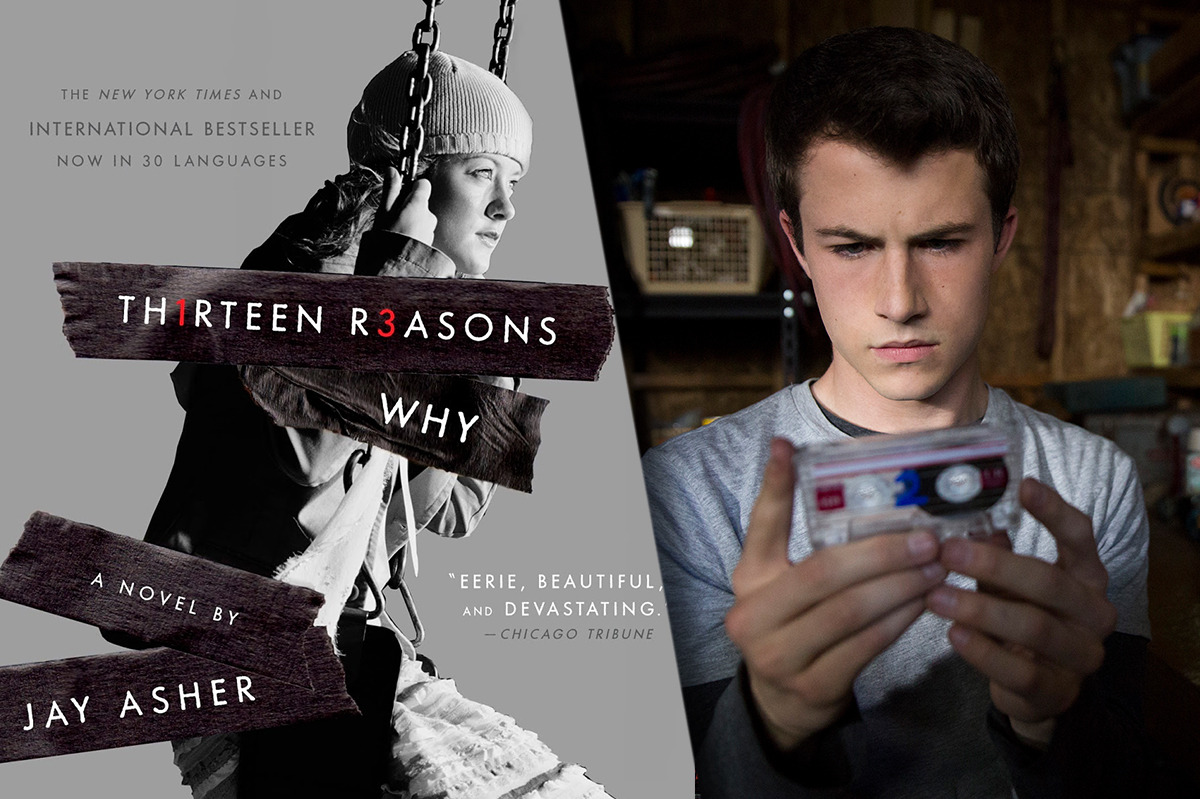 THE NEW YORK TIMES AND
INTERNATIONAL BESTSELLER
NOW IN 30 LANGUAGES
TH1RTEEN R3ASONS
WHY
A NOVEL BY
JAY ASHER
"EERIE, BEAUTIFUL,
AND DEVASTATING.
—CHICAGO TRIBUNE
2